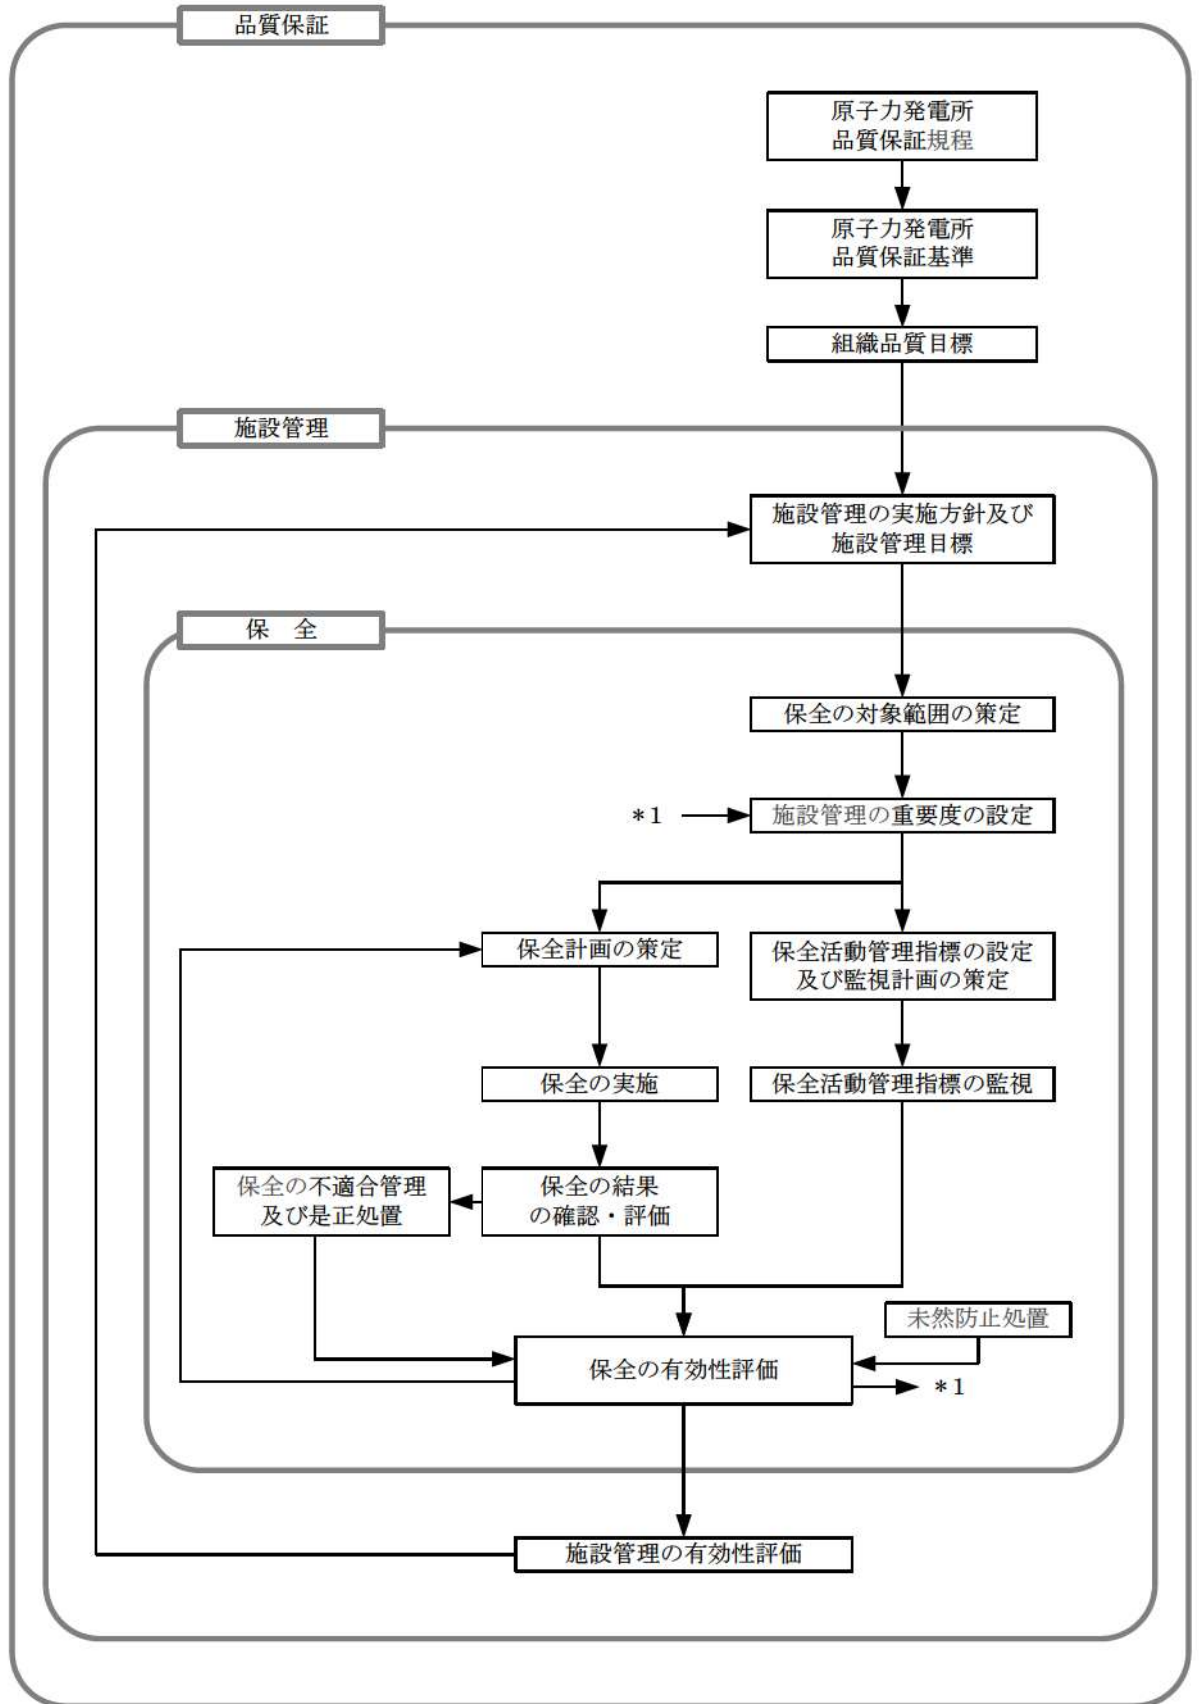 品質保証
原子力発電所
品質保証規程
原子力発電所
品質保証基準
組織品質目標
施設管理
施設管理の実施方針及び
施設管理目標
保 全
保全の対象範囲の策定
*1
施設管理の重要度の設定
保全計画の策定
保全活動管理指標の設定
及び監視計画の策定
保全の実施
保全活動管理指標の監視
保全の不適合管理
及び是正処置
保全の結果
の確認・評価
未然防止処置
保全の有効性評価
*1
施設管理の有効性評価